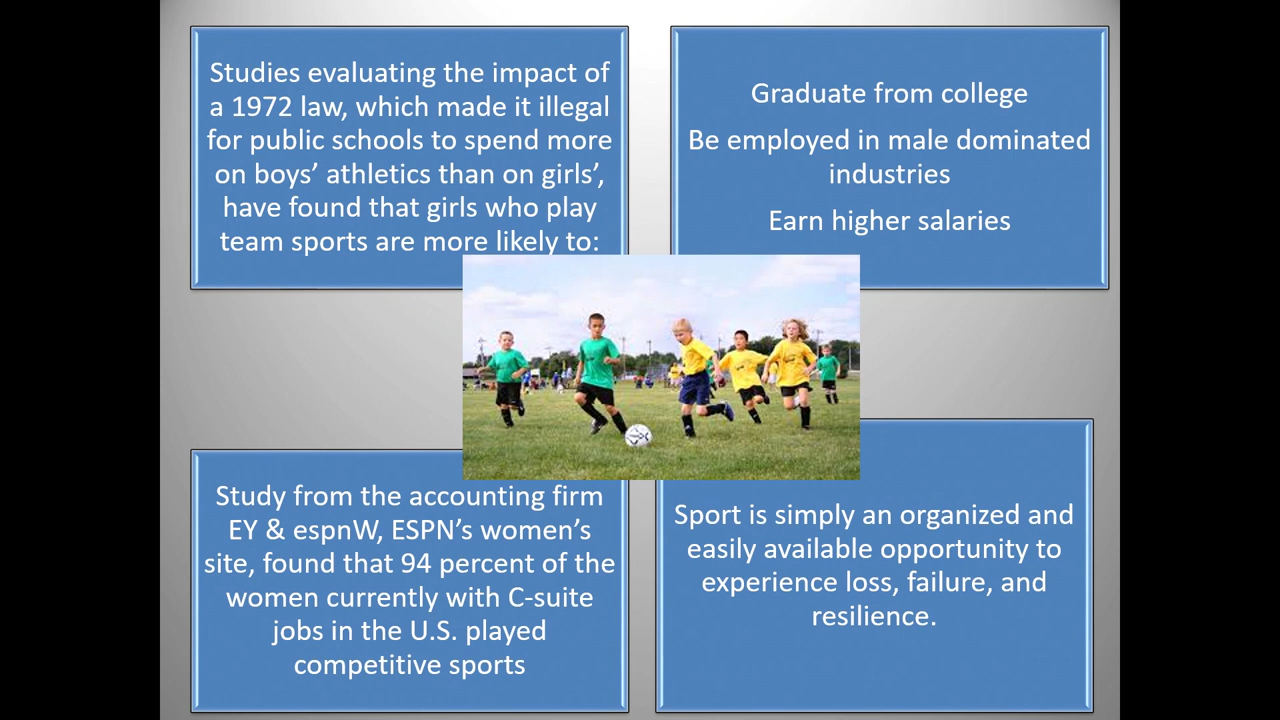 Studies evaluating the impact of
a 1972 law, which made it illegal
for public schools to spend more
on boys’ athletics than on girls’,
have found that girls who play
team sports are more likely to:
Graduate from college
Be employed in male dominated
industries
Earn higher salaries
Study from the accounting firm
EY & espnW, ESPN’s women’s
site, found that 94 percent of the
women currently with C-suite
jobs in the U.S. played
competitive sports
Sport is simply an organized and
easily available opportunity to
experience loss, failure, and
resilience.